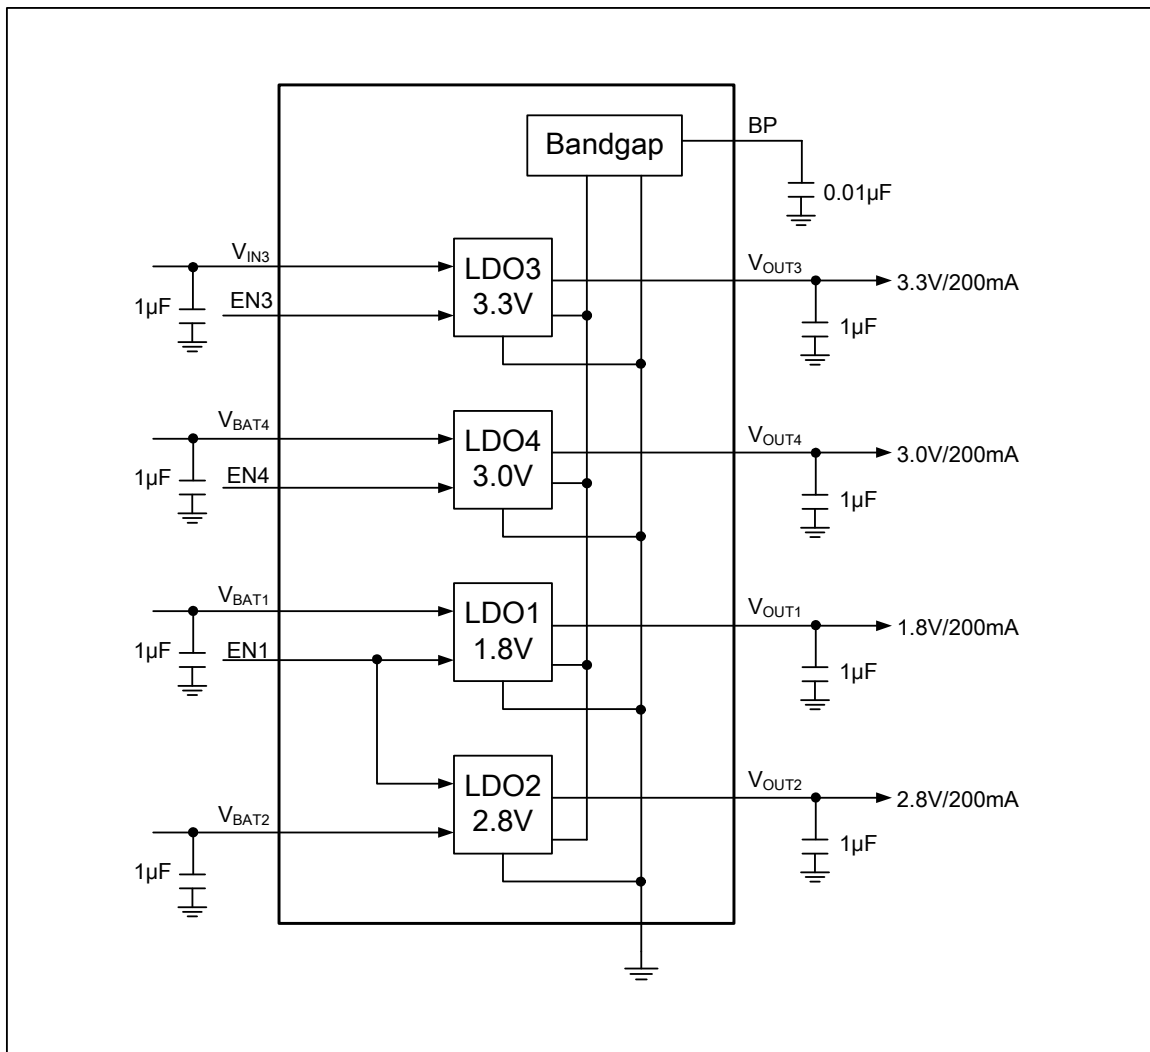 Bandgap
BP
0.01µF
VIN3
1µF
EN3
LDO3
3.3V
VOUT3
3.3V/200mA
1µF
VBAT4
1µF
EN4
LDO4
3.0V
VOUT4
3.0V/200mA
1µF
VBAT1
1µF
EN1
LDO1
1.8V
VOUT1
1.8V/200mA
1µF
VBAT2
1µF
LDO2
2.8V
VOUT2
2.8V/200mA
1µF